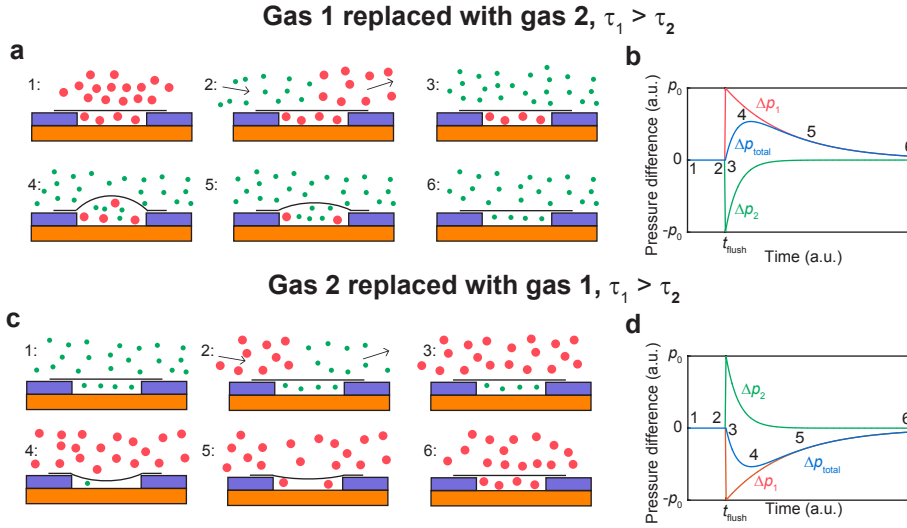 Gas 1 replaced with gas 2, τ1 > τ2
a
1:
2:
3:
4:
5:
6:
b
Pressure difference (a.u.)
p0
0
-p0
Δp1
Δptotal
Δp2
1
2
3
4
5
6
tflush
Time (a.u.)
Gas 2 replaced with gas 1, τ1 > τ2
c
1:
2:
3:
4:
5:
6:
d
Pressure difference (a.u.)
p0
0
-p0
Δp2
Δptotal
Δp1
1
2
3
4
5
6
tflush
Time (a.u.)